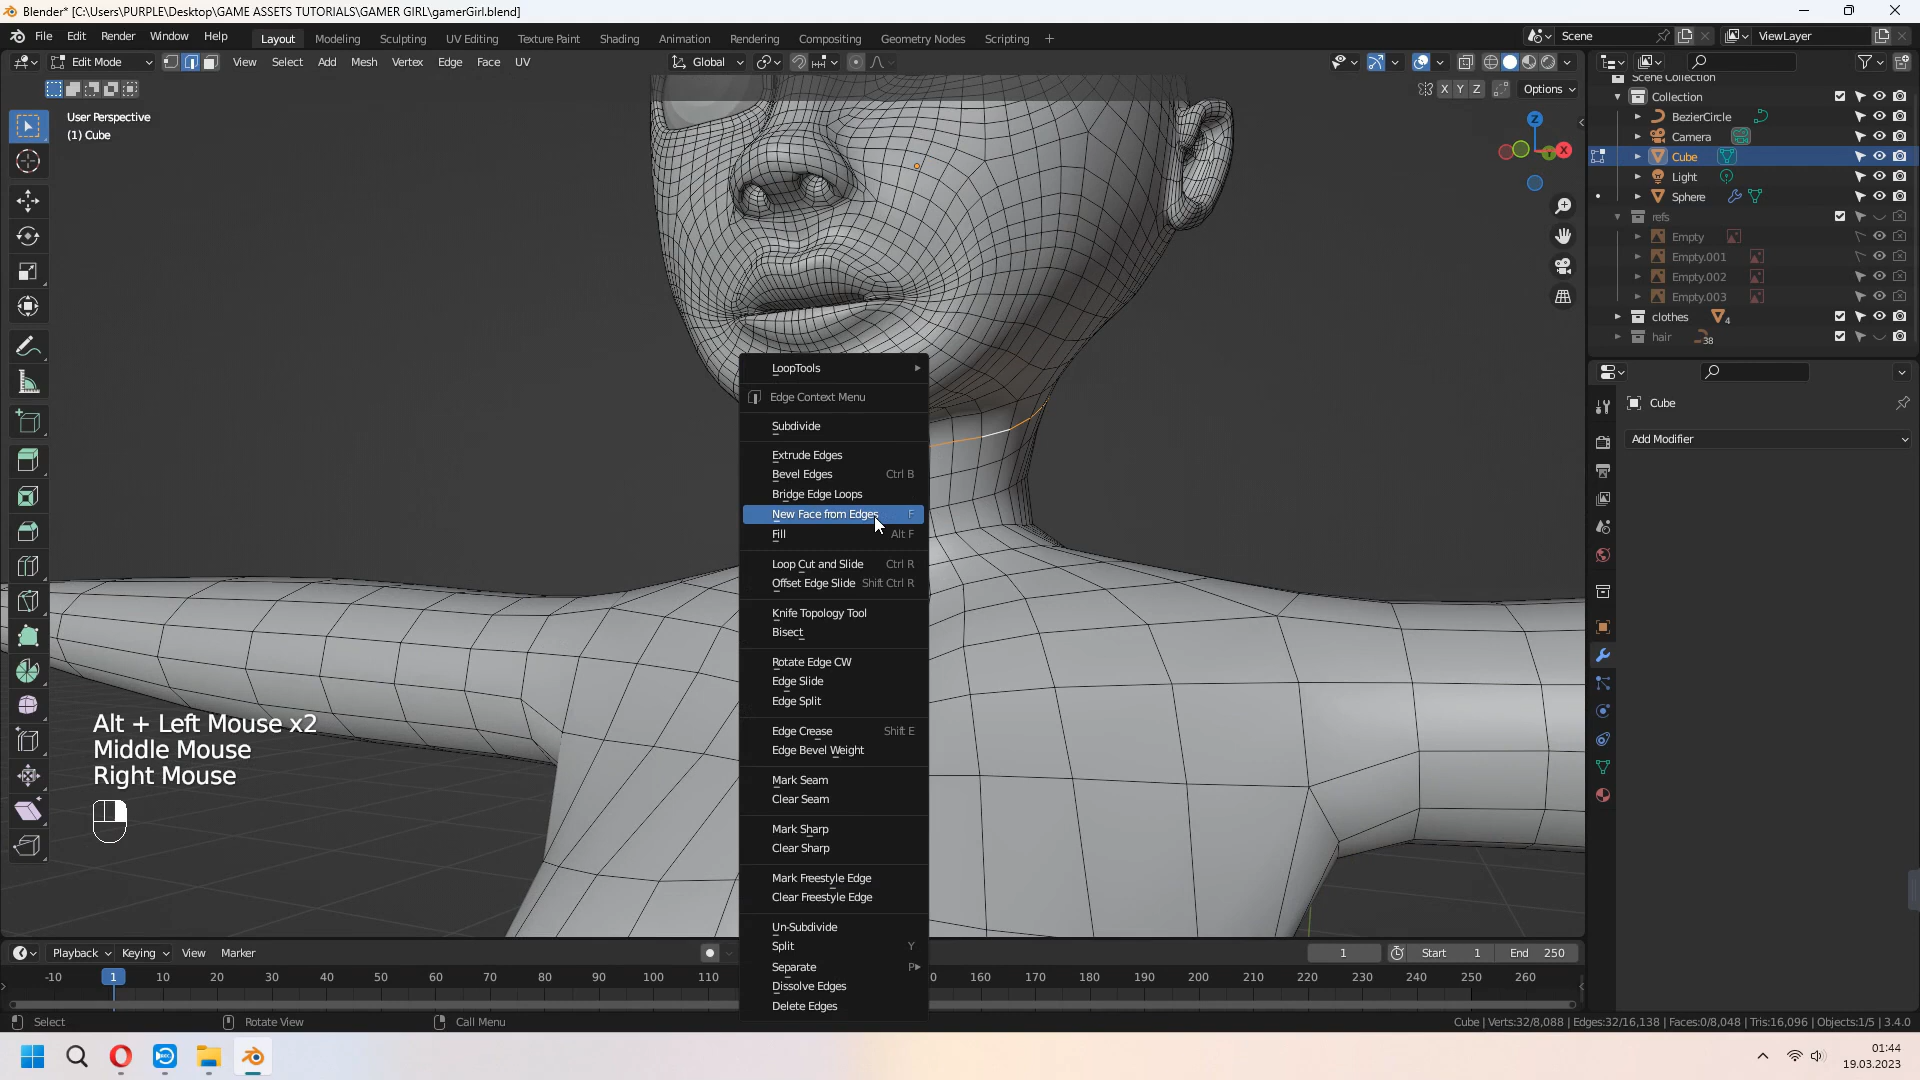 Blender* [C:\Users\PURPLE\Desktop\GAME ASSETS TUTORIALS\GAMER GIRL\gamerGirl.blend]
File Edit Render Window Help Layout Modeling Sculpting UV Editing Texture Paint Shading Animation Rendering Compositing Geometry Nodes Scripting + Scene ViewLayer
Edit Mode View Select Add Mesh Vertex Edge Face UV Global
X Y Z Options
User Perspective
(1) Cube
Z
X
Y
Scene Collection
Collection
BezierCircle
Camera
Cube
Light
Sphere
refs
Empty
Empty.001
Empty.002
Empty.003
clothes 4
hair 38
Cube
Add Modifier
LoopTools
Edge Context Menu
Subdivide
Extrude Edges
Bevel Edges Ctrl B
Bridge Edge Loops
New Face from Edges F
Fill Alt F
Loop Cut and Slide Ctrl R
Offset Edge Slide Shift Ctrl R
Knife Topology Tool
Bisect
Rotate Edge CW
Edge Slide
Edge Split
Edge Crease Shift E
Edge Bevel Weight
Mark Seam
Clear Seam
Mark Sharp
Clear Sharp
Mark Freestyle Edge
Clear Freestyle Edge
Un-Subdivide
Split Y
Separate P
Dissolve Edges
Delete Edges
Alt + Left Mouse x2
Middle Mouse
Right Mouse
Playback Keying View Marker 1 Start 1 End 250
-10 1 10 20 30 40 50 60 70 80 90 100 110 0 160 170 180 190 200 210 220 230 240 250 260
Select Rotate View Call Menu Cube | Verts:32/8,088 | Edges:32/16,138 | Faces:0/8,048 | Tris:16,096 | Objects:1/5 | 3.4.0
01:44
19.03.2023